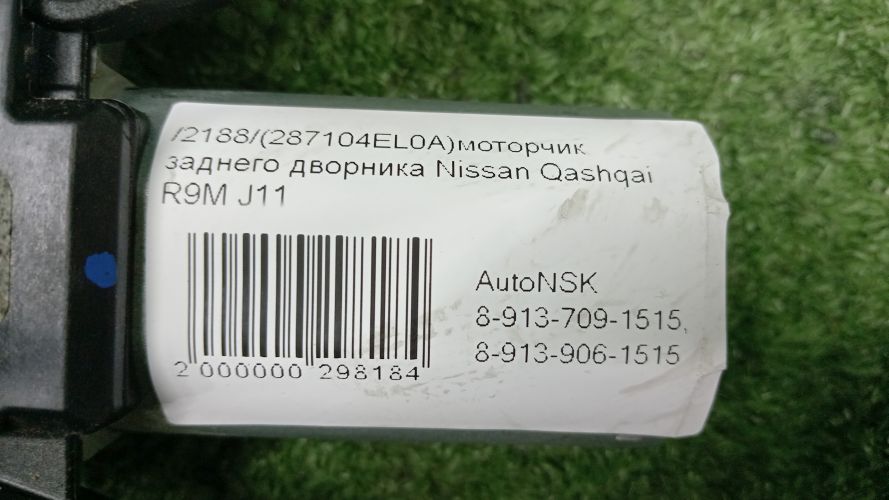 /2188/(287104EL0A)моторчик
заднего дворника Nissan Qashqai
R9M J11
AutoNSK
8-913-709-1515,
8-913-906-1515
2 000000 298184